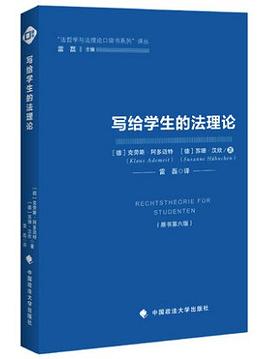 "法哲学与法理论口袋书系列"译丛
雷磊 主编
写给学生的法理论
[德]克劳斯·阿多迈特 [德]苏珊·汉欣/著
(Klaus Adomeit) (Susanne Hähnchen)
雷磊 译
RECHTSTHEORIE FÜR
STUDENTEN
(原书第六版)
中国政法大学出版社
写给学生的法理论
中国政法大学出版社